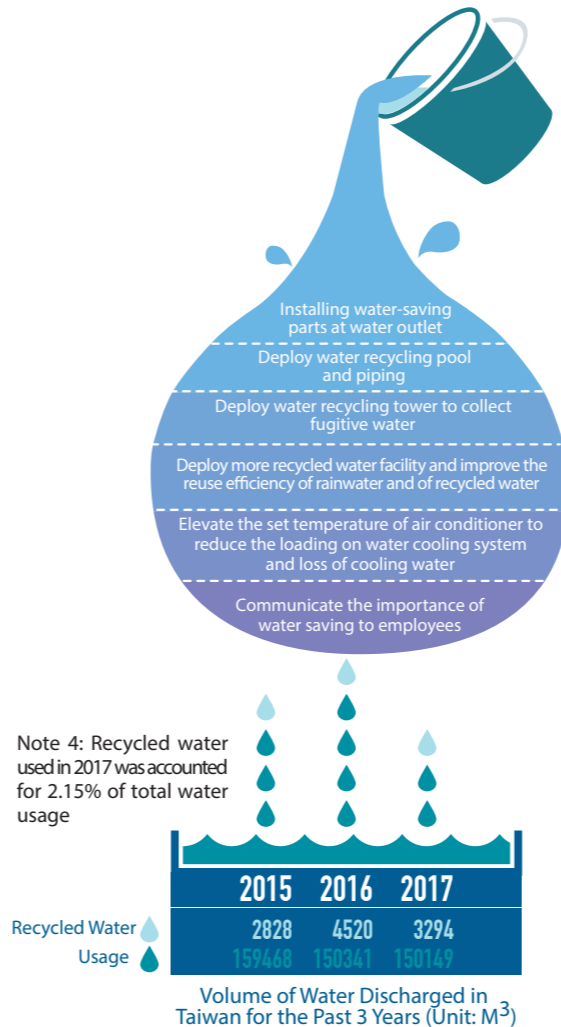 Installing water-saving
parts at water outlet
Deploy water recycling pool
and piping
Deploy water recycling tower to collect
fugitive water
Deploy more recycled water facility and improve the
reuse efficiency of rainwater and of recycled water
Elevate the set temperature of air conditioner to
reduce the loading on water cooling system
and loss of cooling water
Communicate the importance of
water saving to employees
Note 4: Recycled water
used in 2017 was accounted
for 2.15% of total water
usage
2015 2016 2017
Recycled Water 2828 4520 3294
Usage 159468 150341 150149
Volume of Water Discharged in
Taiwan for the Past 3 Years (Unit: M³)